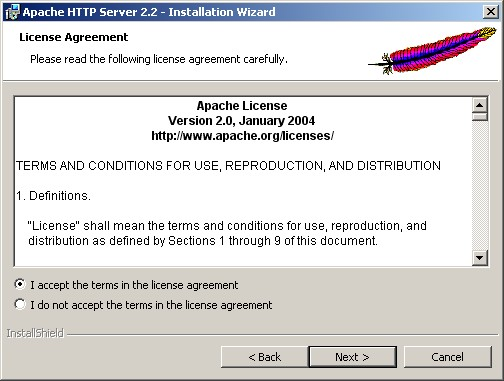 Apache HTTP Server 2.2 - Installation Wizard
License Agreement
Please read the following license agreement carefully.
Apache License
Version 2.0, January 2004
http://www.apache.org/licenses/
TERMS AND CONDITIONS FOR USE, REPRODUCTION, AND DISTRIBUTION
1. Definitions.
"License" shall mean the terms and conditions for use, reproduction, and
distribution as defined by Sections 1 through 9 of this document.
I accept the terms in the license agreement
I do not accept the terms in the license agreement
InstallShield
< Back
Next >
Cancel